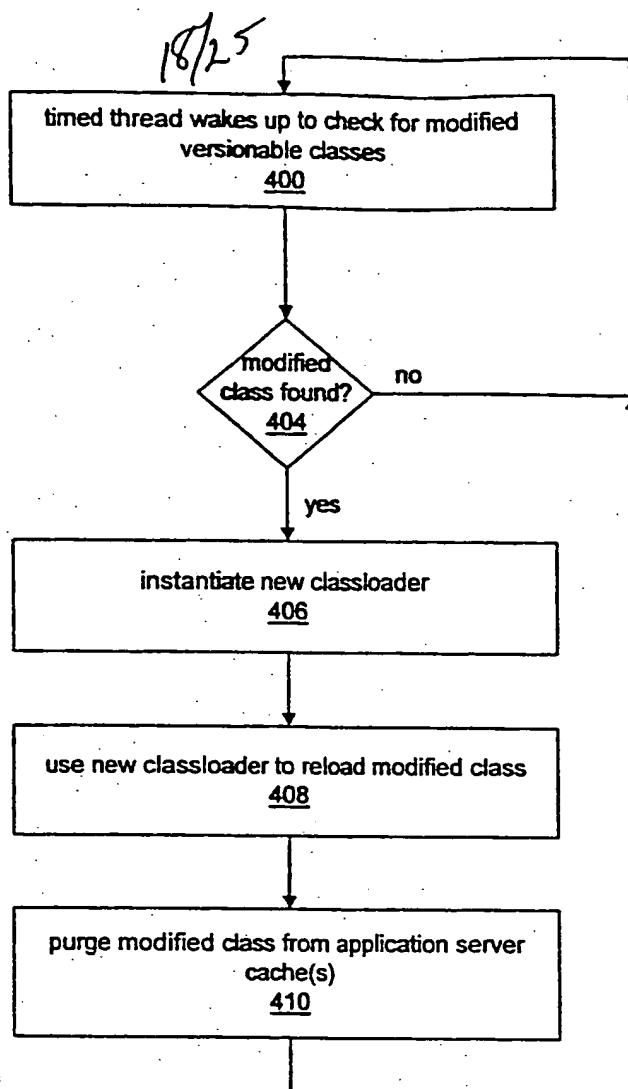 18/25
timed thread wakes up to check for modified
versionable classes
400
modified
class found?
404
no
yes
instantiate new classloader
406
use new classloader to reload modified class
408
purge modified class from application server
cache(s)
410